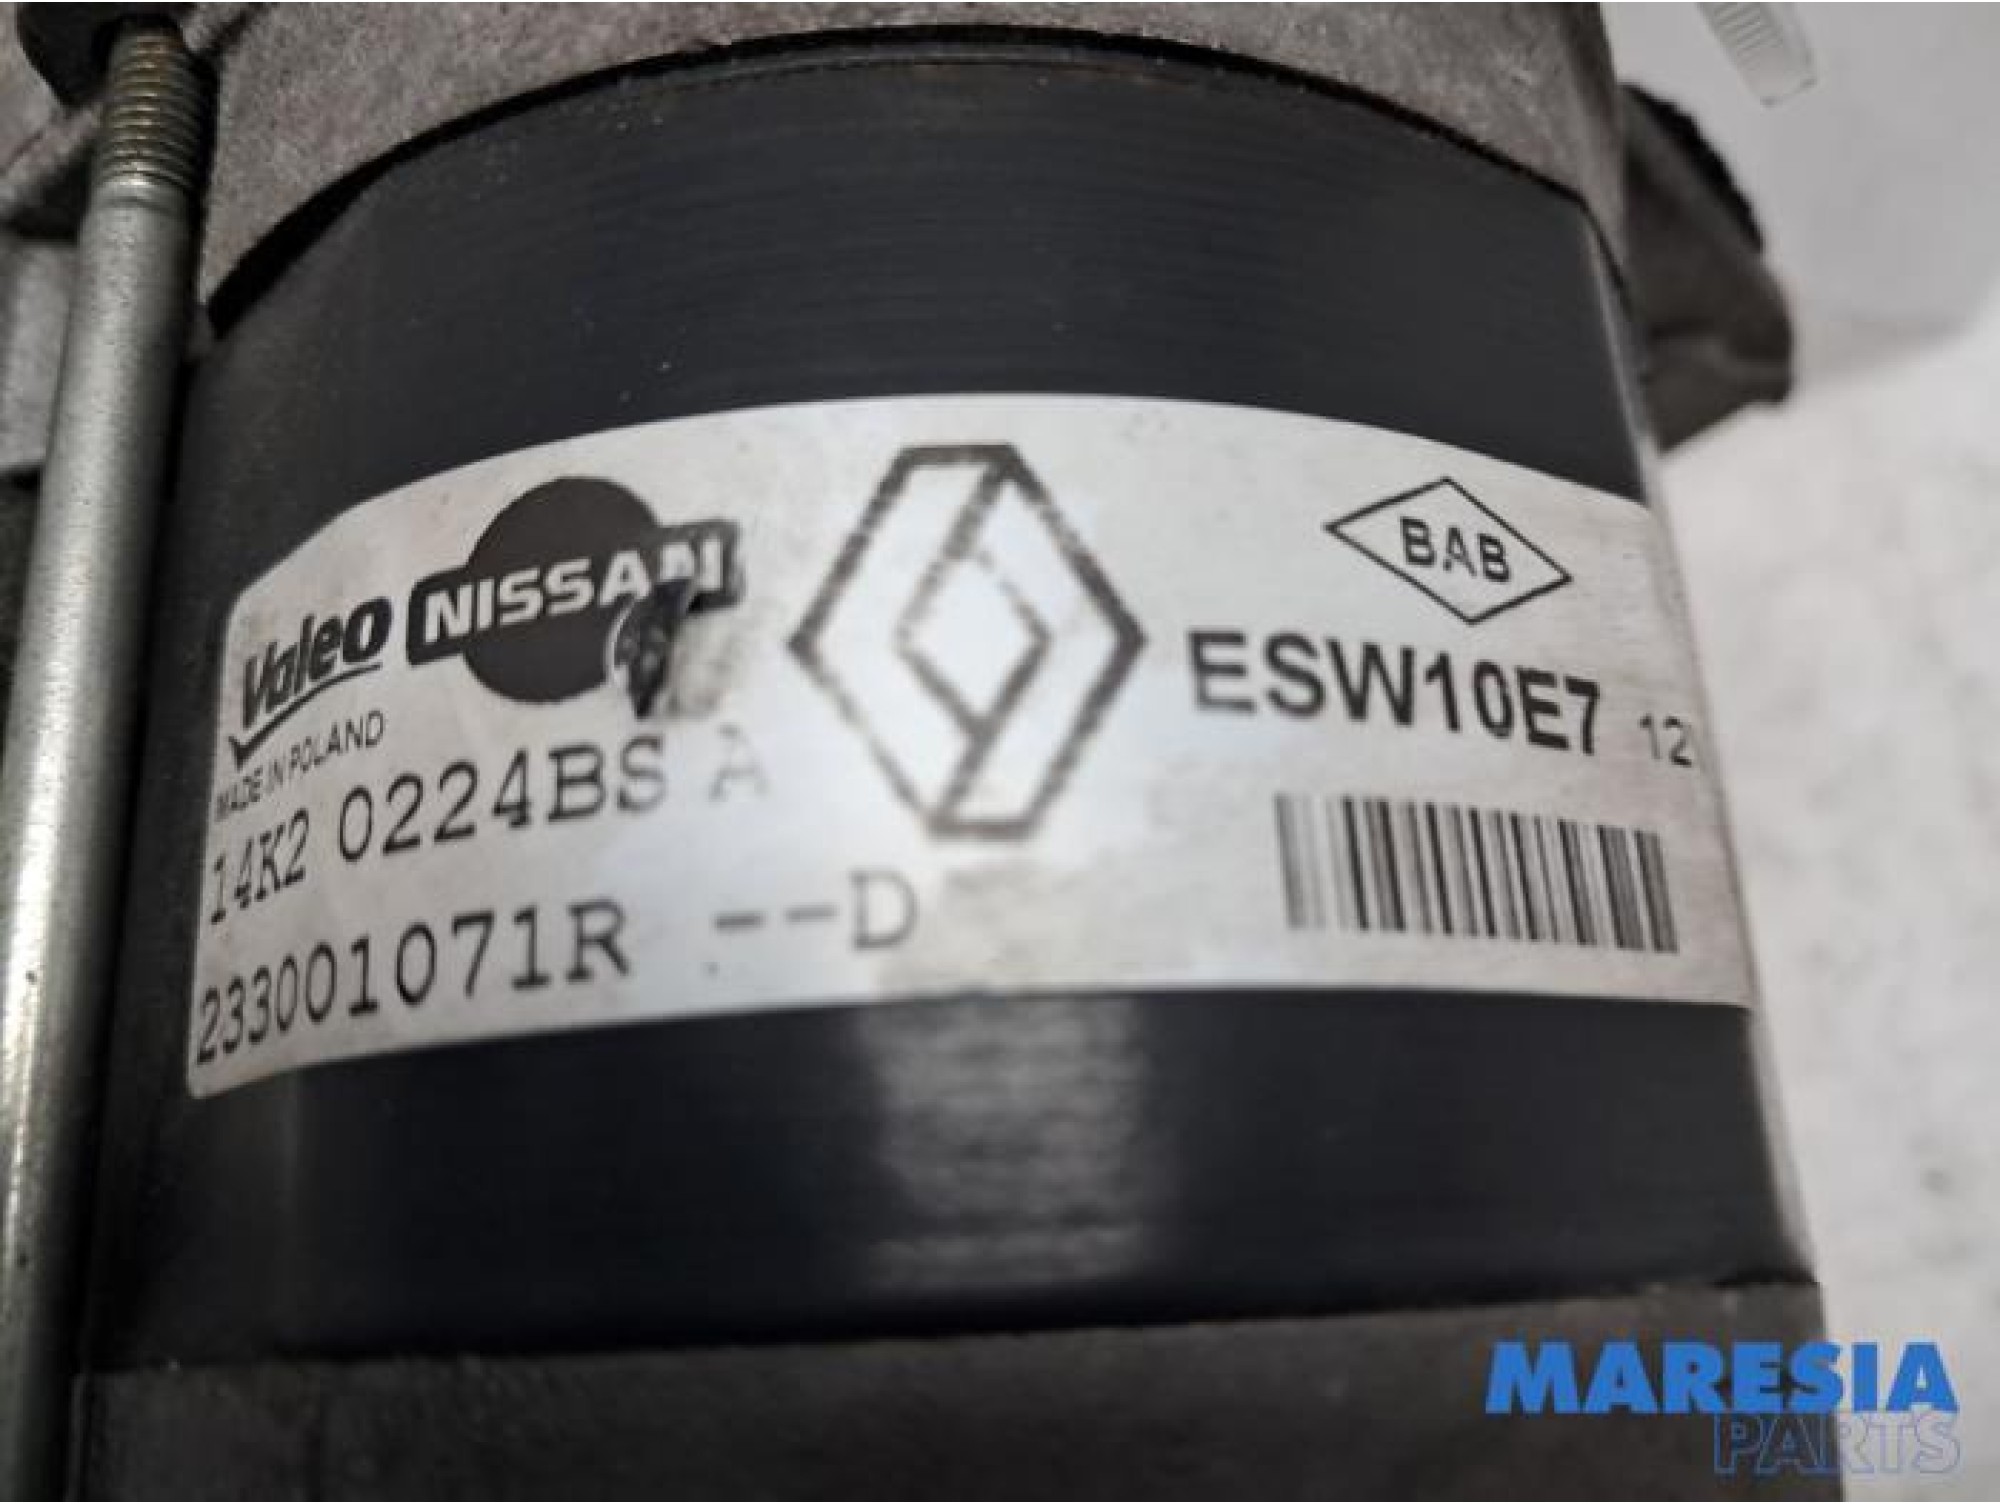 Valeo
NISSAN
MADE IN POLAND
BAB
ESW10E7 12
14K2 0224BS A
233001071R --D
MARESIA
PARTS